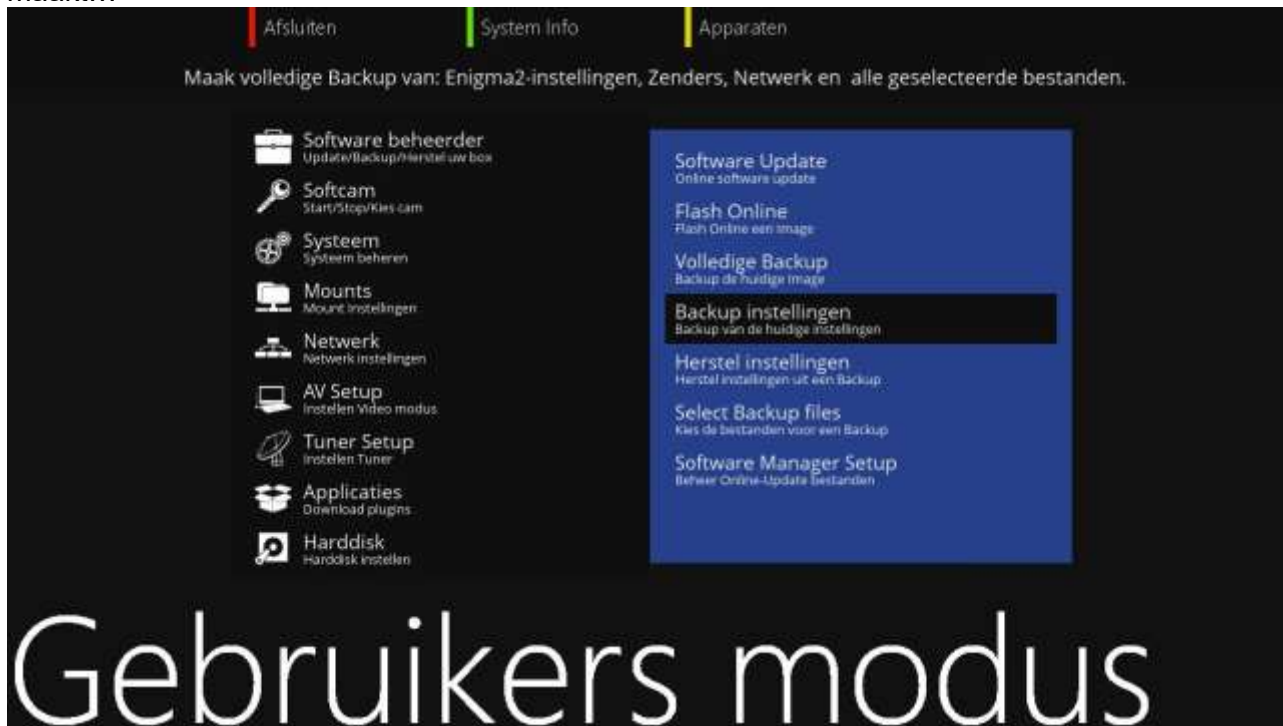 Afsluiten
System Info
Apparaten
Maak volledige Backup van: Enigma2-instellingen, Zenders, Netwerk en alle geselecteerde bestanden.
Software beheerder
Update/Backup/Herstel uw box
Softcam
Start/Stop/Kies cam
Systeem
Systeem beheren
Mounts
Mount instellingen
Netwerk
Netwerk instellingen
AV Setup
Instellen Video modus
Tuner Setup
Instellen Tuner
Applicaties
Download plugins
Harddisk
Harddisk instellen
Software Update
Online software update
Flash Online
Flash Online een image
Volledige Backup
Backup de huidige image
Backup instellingen
Backup van de huidige instellingen
Herstel instellingen
Herstel instellingen uit een Backup
Select Backup files
Kies de bestanden voor een Backup
Software Manager Setup
Beheer Online-Update bestanden
Gebruikers modus